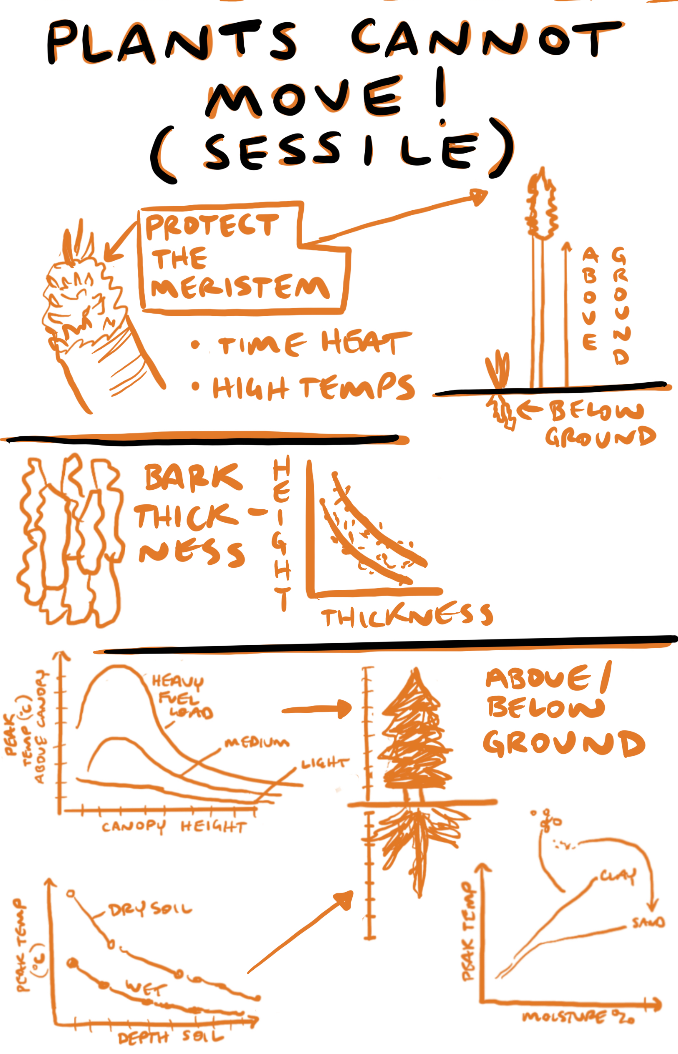 PLANTS CANNOT
MOVE!
(SESSILE)
PROTECT
THE
MERISTEM
• TIME HEAT
• HIGH TEMPS
ABOVE
GROUND
BELOW
GROUND
BARK
THICK-
NESS
HEIGHT
THICKNESS
PEAK
TEMP (°C)
ABOVE CANOPY
HEAVY
FUEL
LOAD
MEDIUM
LIGHT
CANOPY HEIGHT
ABOVE/
BELOW
GROUND
PEAK TEMP
(°C)
DRY SOIL
WET
DEPTH SOIL
PEAK TEMP
CLAY
SAND
MOISTURE %